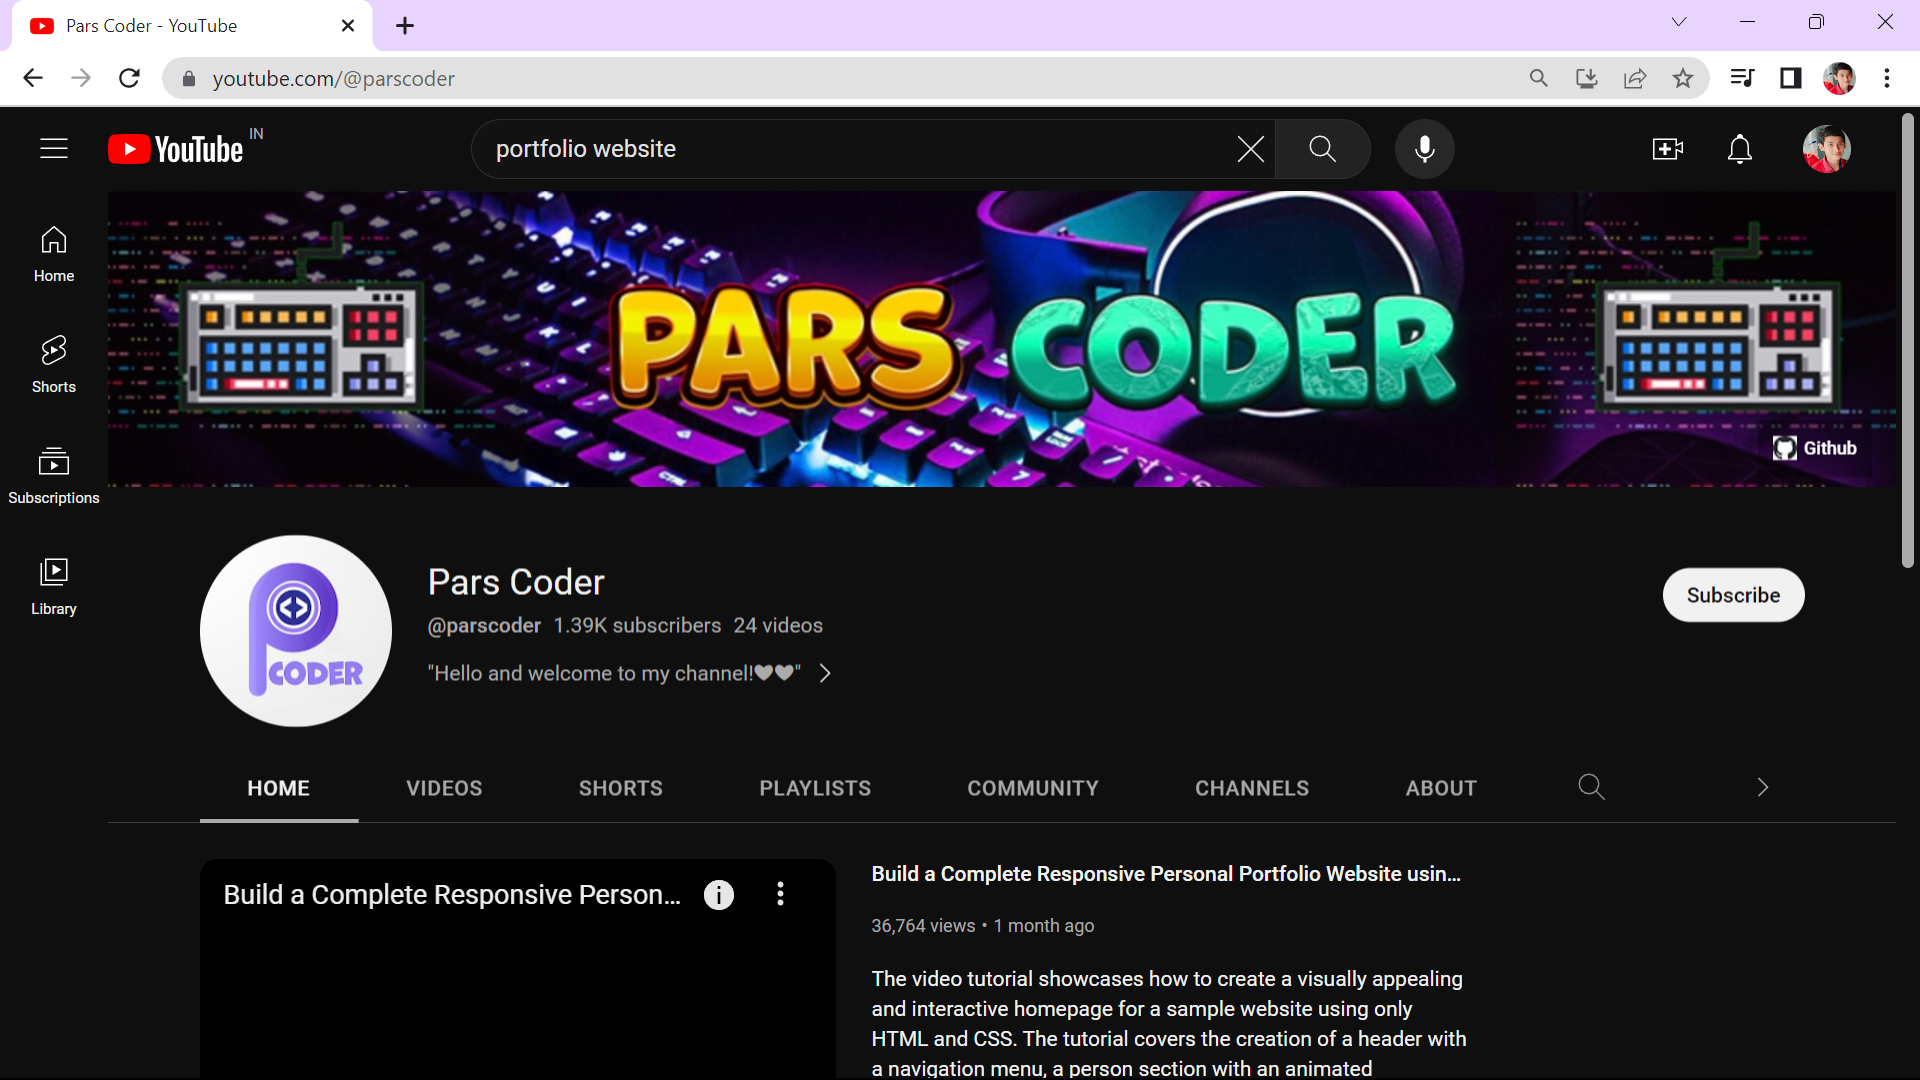 Pars Coder - YouTube
youtube.com/@parscoder
YouTube IN
portfolio website
Home
Shorts
Subscriptions
Library
PARS CODER
Github
P CODER
Pars Coder
@parscoder 1.39K subscribers 24 videos
"Hello and welcome to my channel!🖤🖤"
Subscribe
HOME VIDEOS SHORTS PLAYLISTS COMMUNITY CHANNELS ABOUT
Build a Complete Responsive Person...
Build a Complete Responsive Personal Portfolio Website usin...
36,764 views • 1 month ago
The video tutorial showcases how to create a visually appealing
and interactive homepage for a sample website using only
HTML and CSS. The tutorial covers the creation of a header with
a navigation menu, a person section with an animated